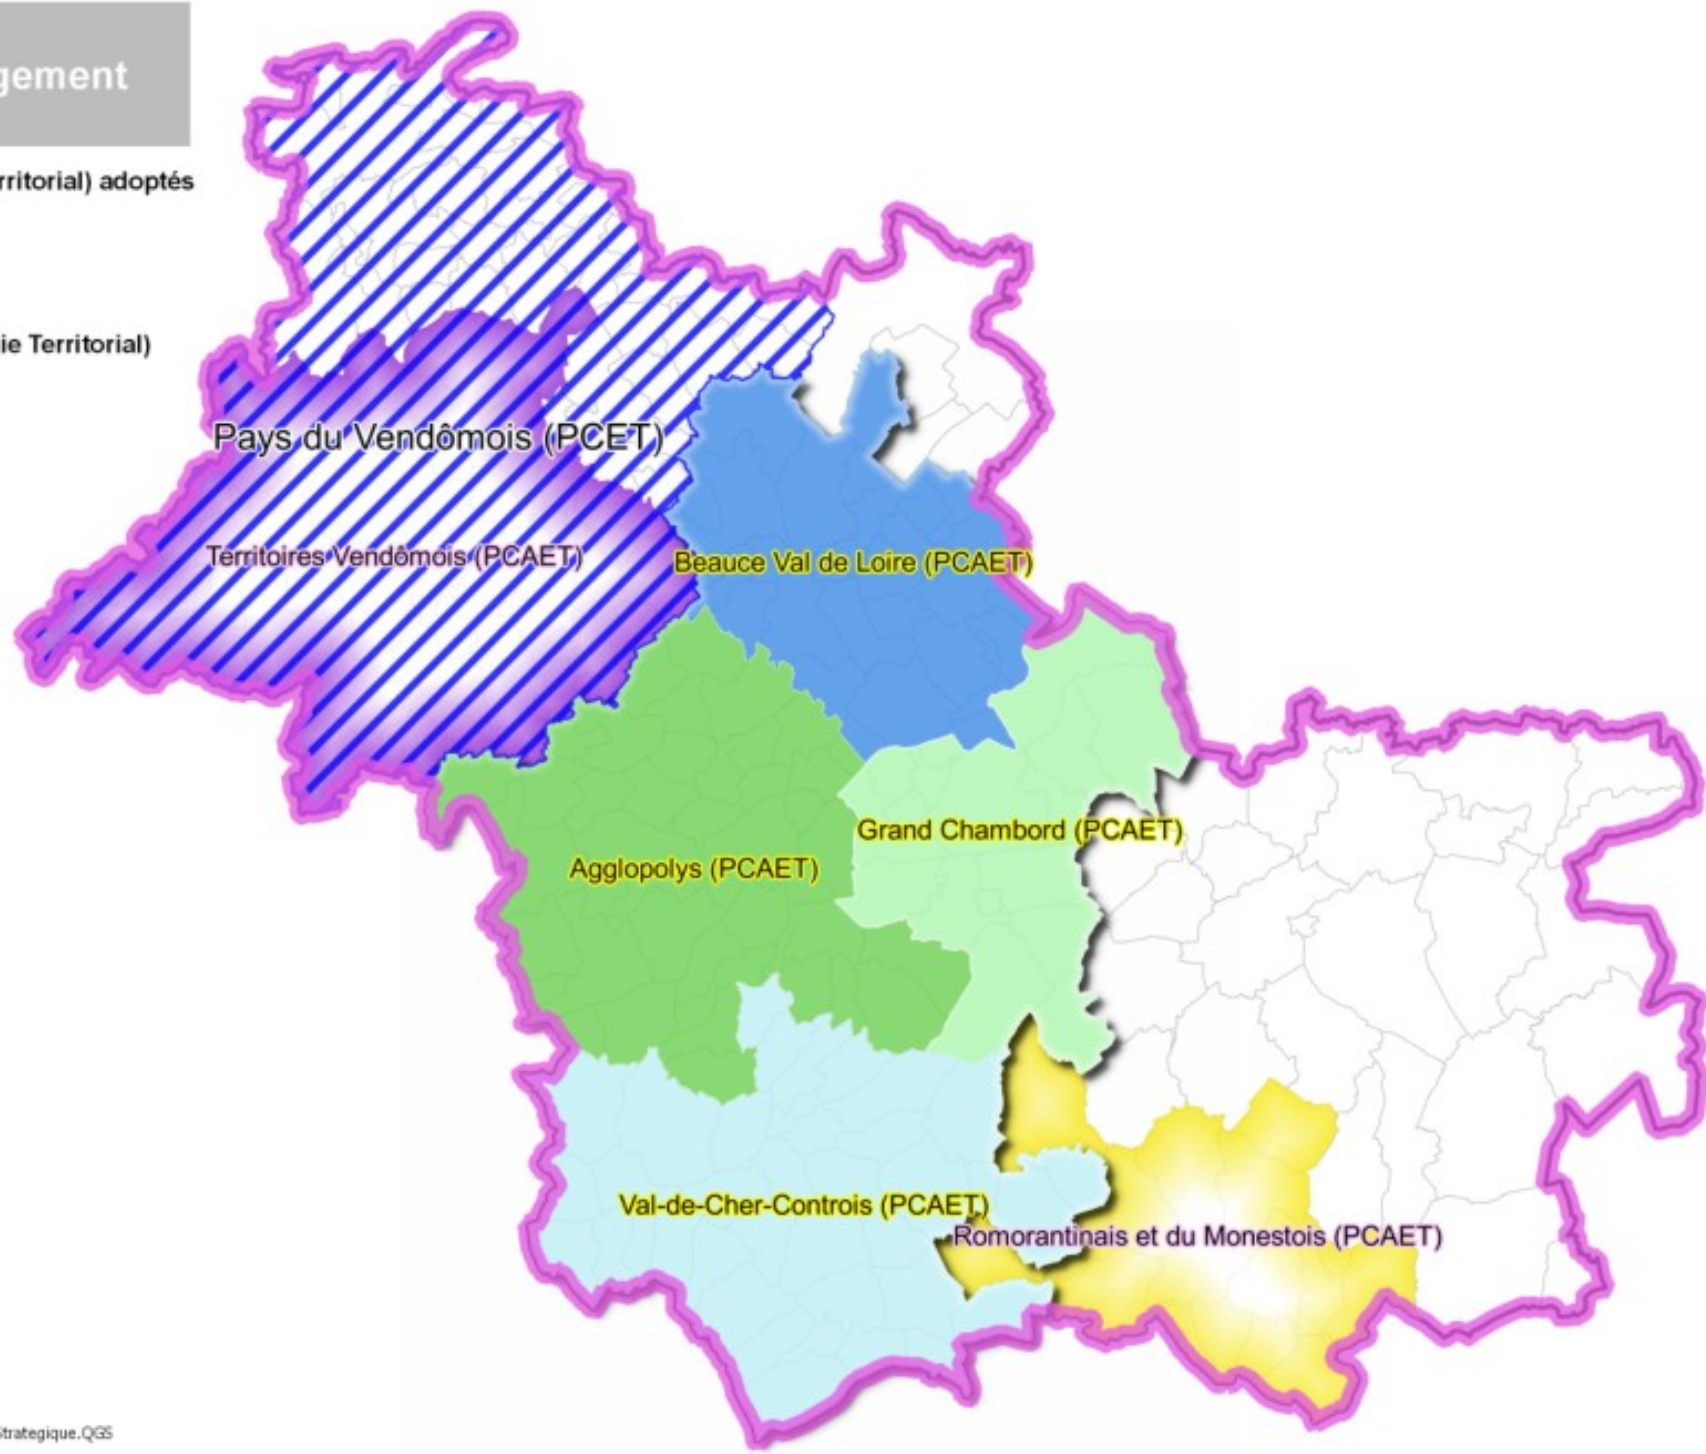 gement
rritorial) adoptés
ie Territorial)
Pays du Vendômois (PCET)
Territoires Vendômois (PCAET)
Beauce Val de Loire (PCAET)
Grand Chambord (PCAET)
Agglopolys (PCAET)
Val-de-Cher-Controis (PCAET)
Romorantinais et du Monestois (PCAET)
Strategique.QGS